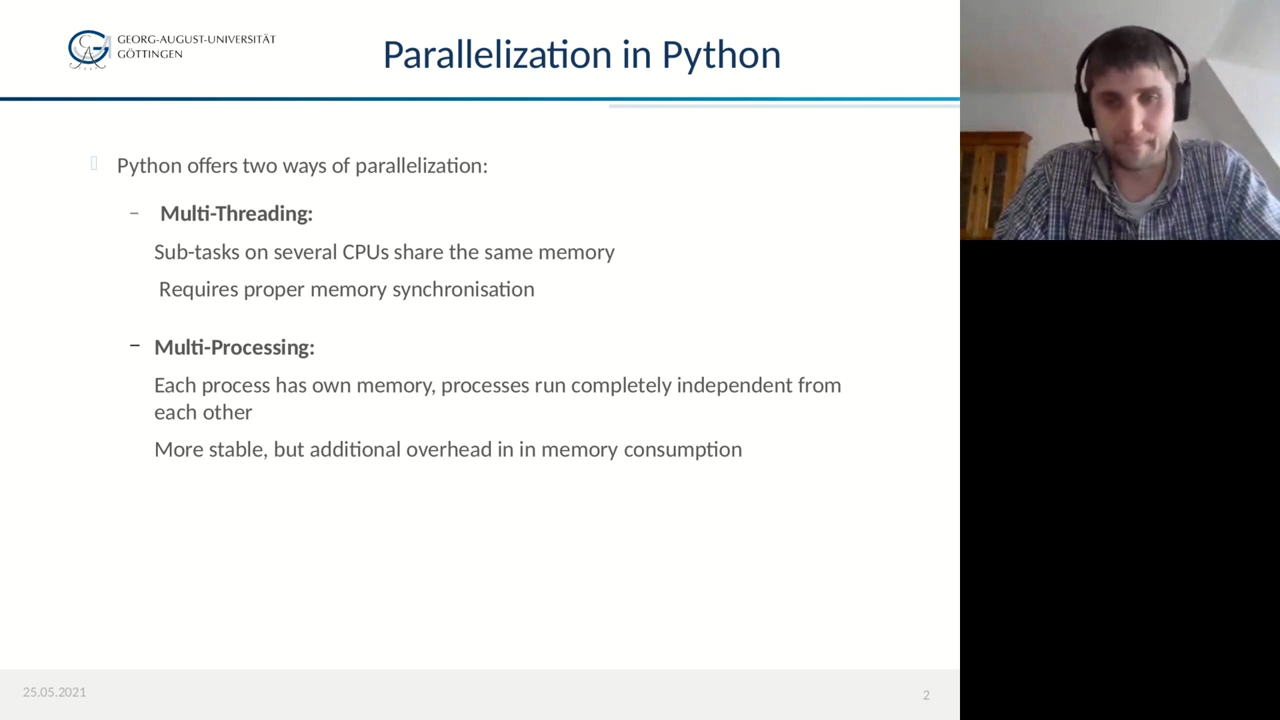 GEORG-AUGUST-UNIVERSITÄT
GÖTTINGEN
Parallelization in Python
Python offers two ways of parallelization:
– Multi-Threading:
Sub-tasks on several CPUs share the same memory
Requires proper memory synchronisation
– Multi-Processing:
Each process has own memory, processes run completely independent from
each other
More stable, but additional overhead in in memory consumption
25.05.2021
2